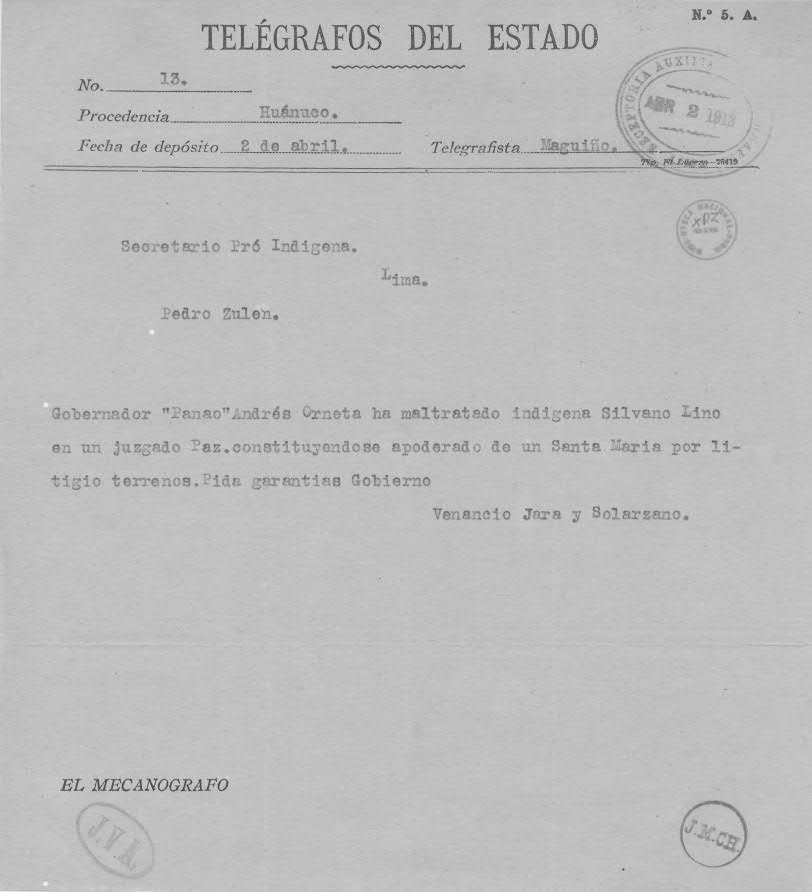 N.º 5. A.
TELÉGRAFOS DEL ESTADO
No. 13.
Procedencia Huánuco.
Fecha de depósito 2 de abril. Telegrafista Maguiño.
RECEPTORIA AUXILIA
ABR 2 1913
Secretario Pró Indigena.
Lima.
Pedro Zulen.
Gobernador "Panao"Andrés Orneta ha maltratado indigena Silvano Lino
en un juzgado Paz.constituyendose apoderado de un Santa Maria por li-
tigio terrenos.Pida garantias Gobierno
Venancio Jara y Solarzano.
EL MECANOGRAFO
J.V.A.
J.M.CH.